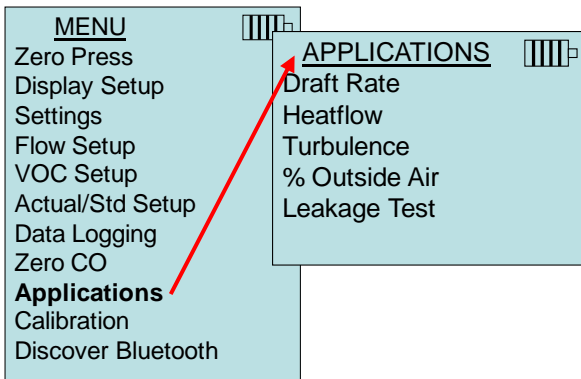 MENU
Zero Press
Display Setup
Settings
Flow Setup
VOC Setup
Actual/Std Setup
Data Logging
Zero CO
Applications
Calibration
Discover Bluetooth
APPLICATIONS
Draft Rate
Heatflow
Turbulence
% Outside Air
Leakage Test